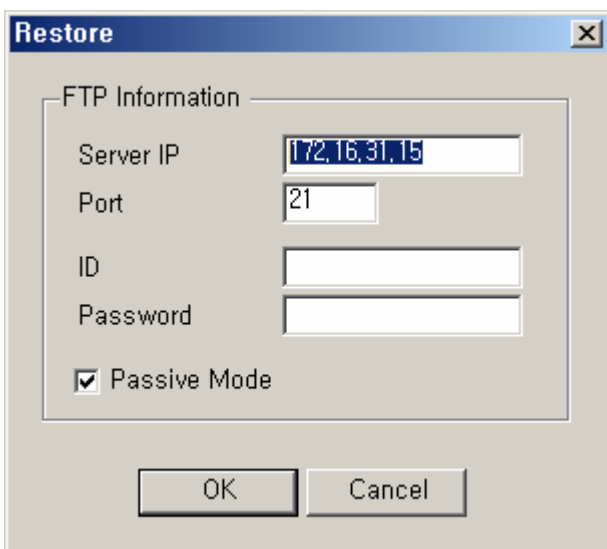 Restore
FTP Information
Server IP 172,16,31,15
Port 21
ID
Password
Passive Mode
OK Cancel